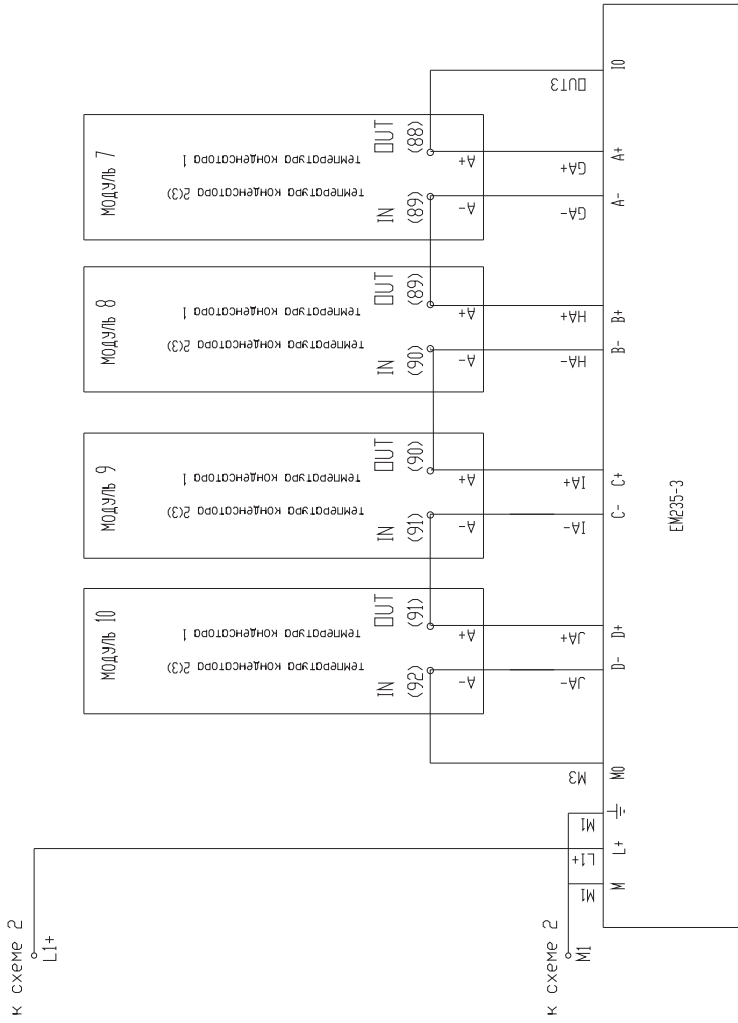 МОДУЛЬ 7
температура конденсатора 1
температура конденсатора 2(3)
OUT
(88)
A+
IN
(89)
A-
МОДУЛЬ 8
температура конденсатора 1
температура конденсатора 2(3)
OUT
(89)
A+
IN
(90)
A-
МОДУЛЬ 9
температура конденсатора 1
температура конденсатора 2(3)
OUT
(90)
A+
IN
(91)
A-
МОДУЛЬ 10
температура конденсатора 1
температура конденсатора 2(3)
OUT
(91)
A+
IN
(92)
A-
OUT3
GA+
GA-
HA+
HA-
IA+
IA-
JA+
JA-
M3
M1
L1+
M1
I0
A+
A-
B+
B-
C+
C-
D+
D-
M0
L+
M
EM235-3
к схеме 2
L1+
к схеме 2
M1